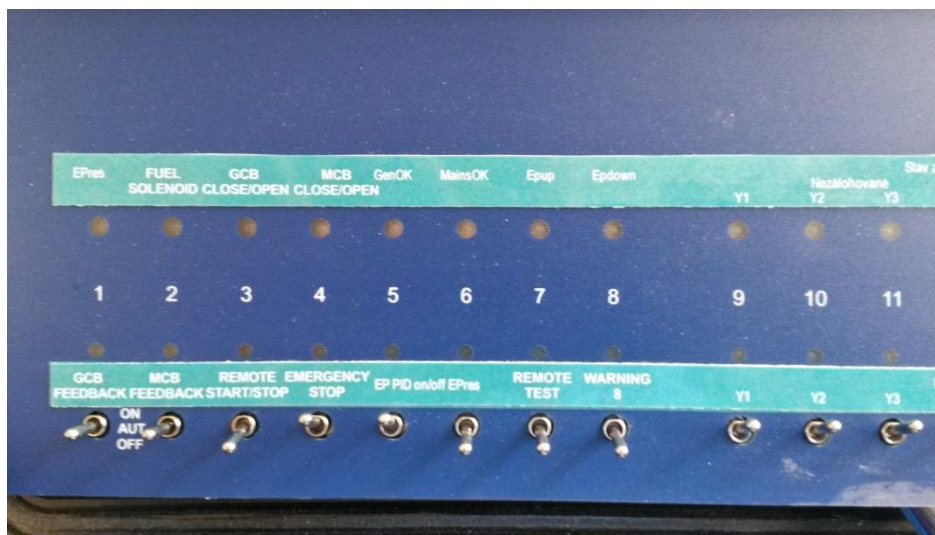 EPres
FUEL SOLENOID
GCB CLOSE/OPEN
MCB CLOSE/OPEN
GenOK
MainsOK
Epup
Epdown
Stav
Nezálohované
Y1 Y2 Y3
1 2 3 4 5 6 7 8 9 10 11
GCB FEEDBACK
MCB FEEDBACK
REMOTE START/STOP
EMERGENCY STOP
EP PID on/off
EPres
REMOTE TEST
WARNING 8
Y1 Y2 Y3
ON
AUT
OFF